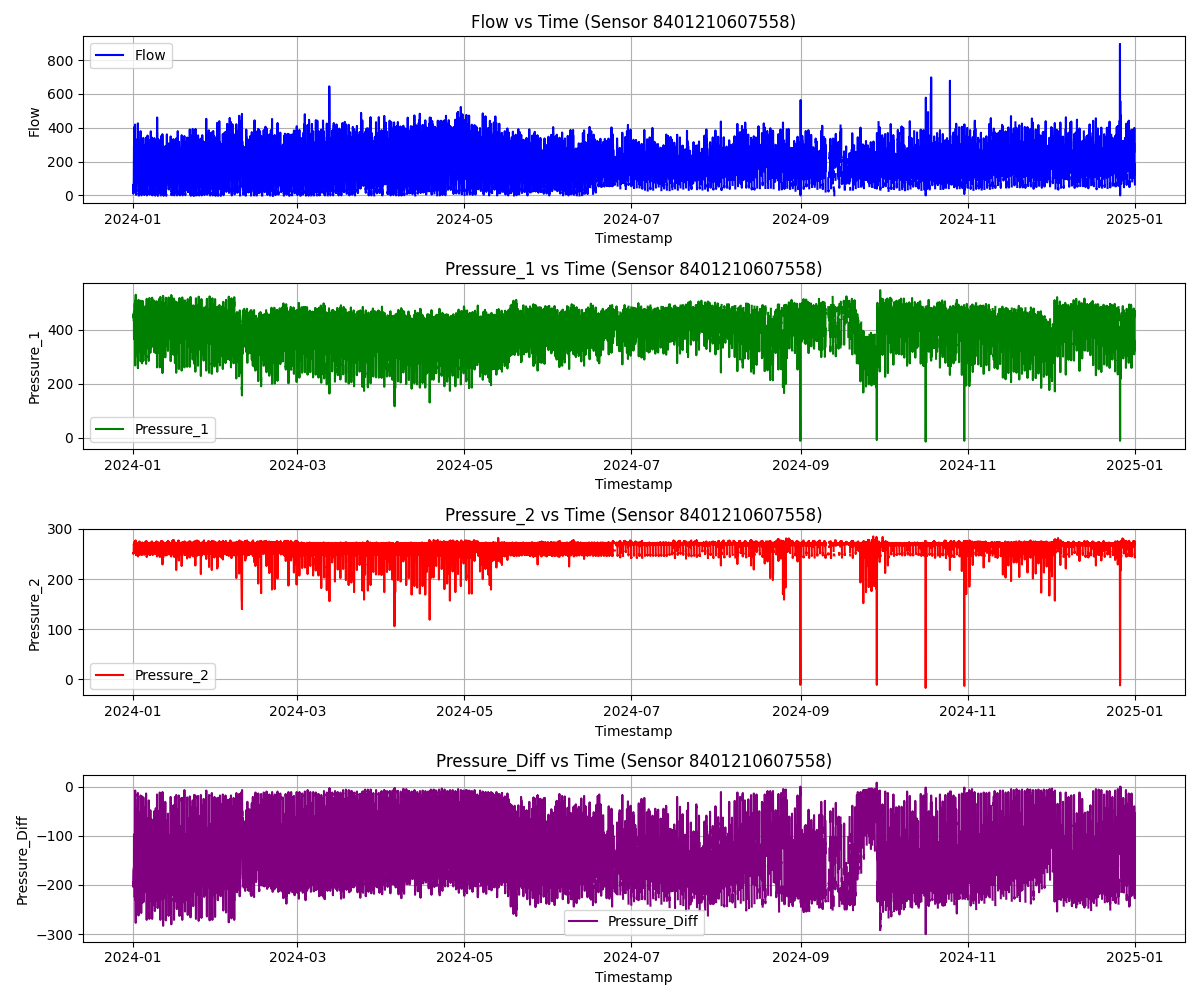 Flow vs Time (Sensor 8401210607558)
800
600
400
200
0
Flow
Flow
2024-01 2024-03 2024-05 2024-07 2024-09 2024-11 2025-01
Timestamp
Pressure_1 vs Time (Sensor 8401210607558)
400
200
0
Pressure_1
Pressure_1
2024-01 2024-03 2024-05 2024-07 2024-09 2024-11 2025-01
Timestamp
Pressure_2 vs Time (Sensor 8401210607558)
300
200
100
0
Pressure_2
Pressure_2
2024-01 2024-03 2024-05 2024-07 2024-09 2024-11 2025-01
Timestamp
Pressure_Diff vs Time (Sensor 8401210607558)
0
−100
−200
−300
Pressure_Diff
Pressure_Diff
2024-01 2024-03 2024-05 2024-07 2024-09 2024-11 2025-01
Timestamp